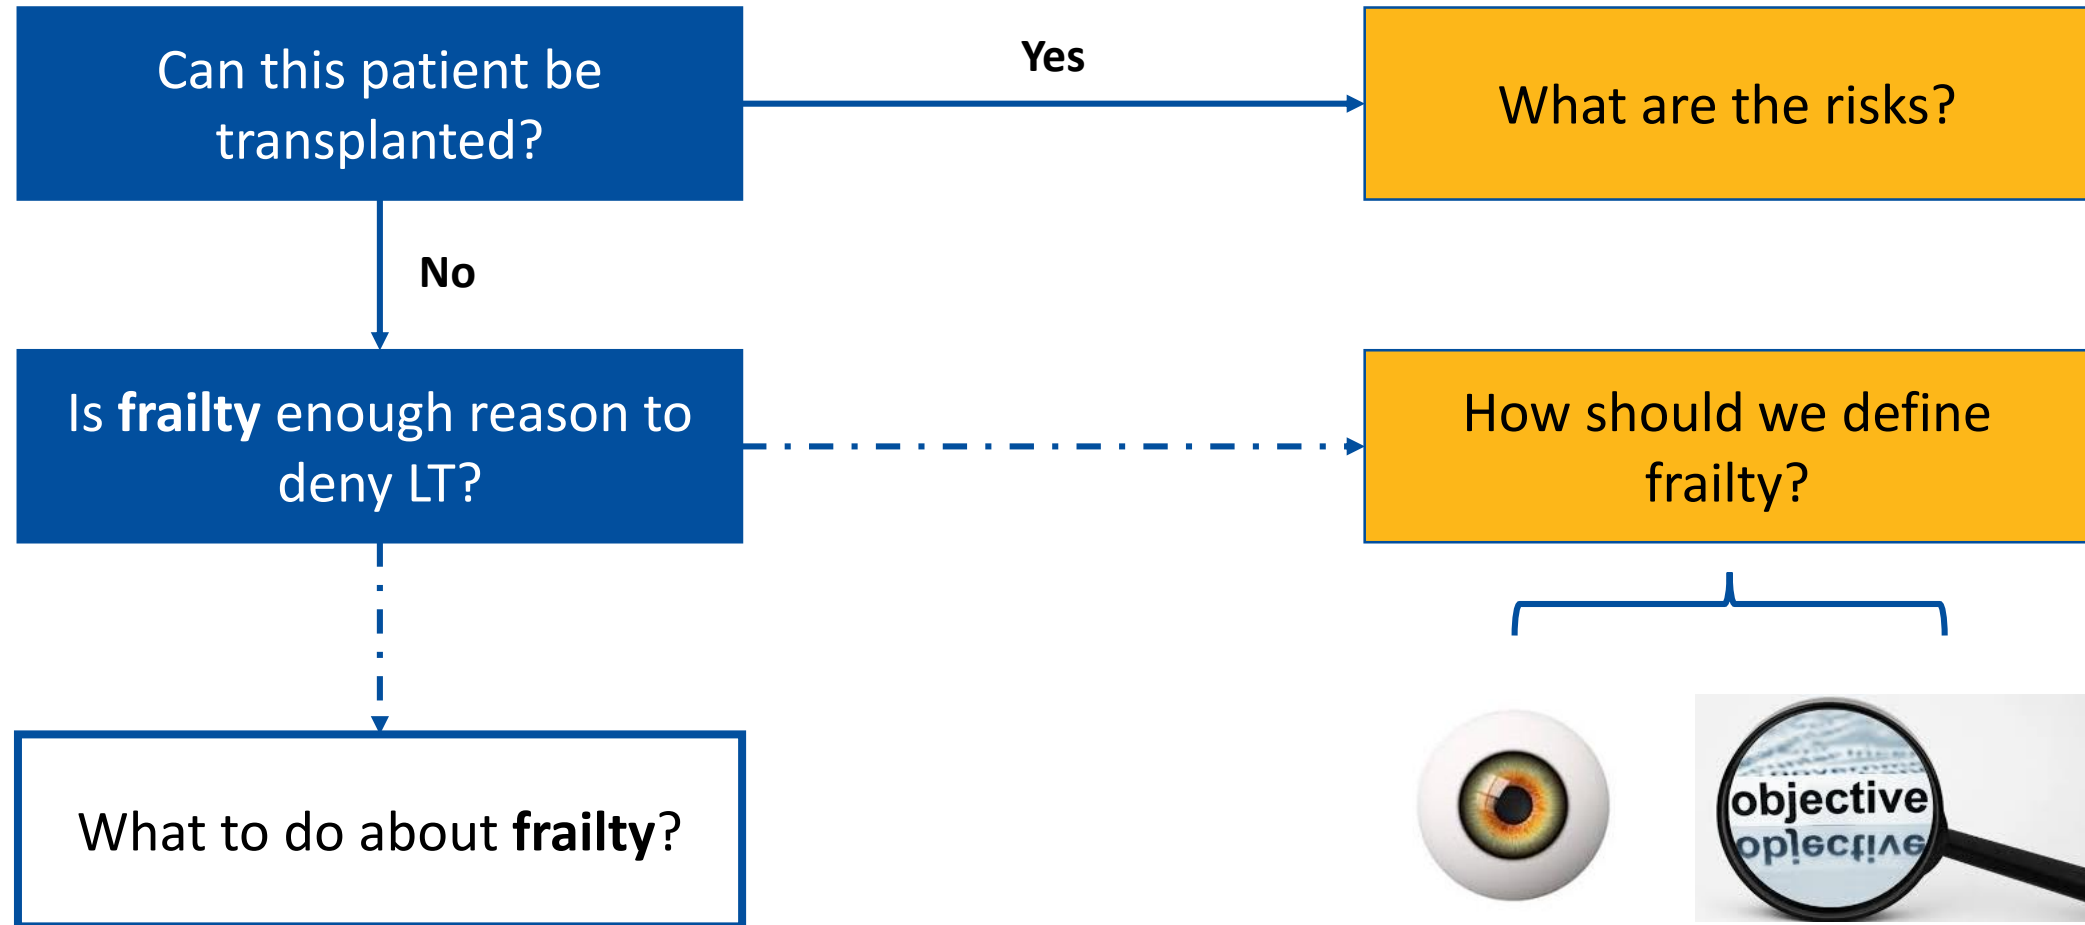 Can this patient be
transplanted?
Yes
What are the risks?
No
Is frailty enough reason to
deny LT?
How should we define
frailty?
What to do about frailty?
objective
objective